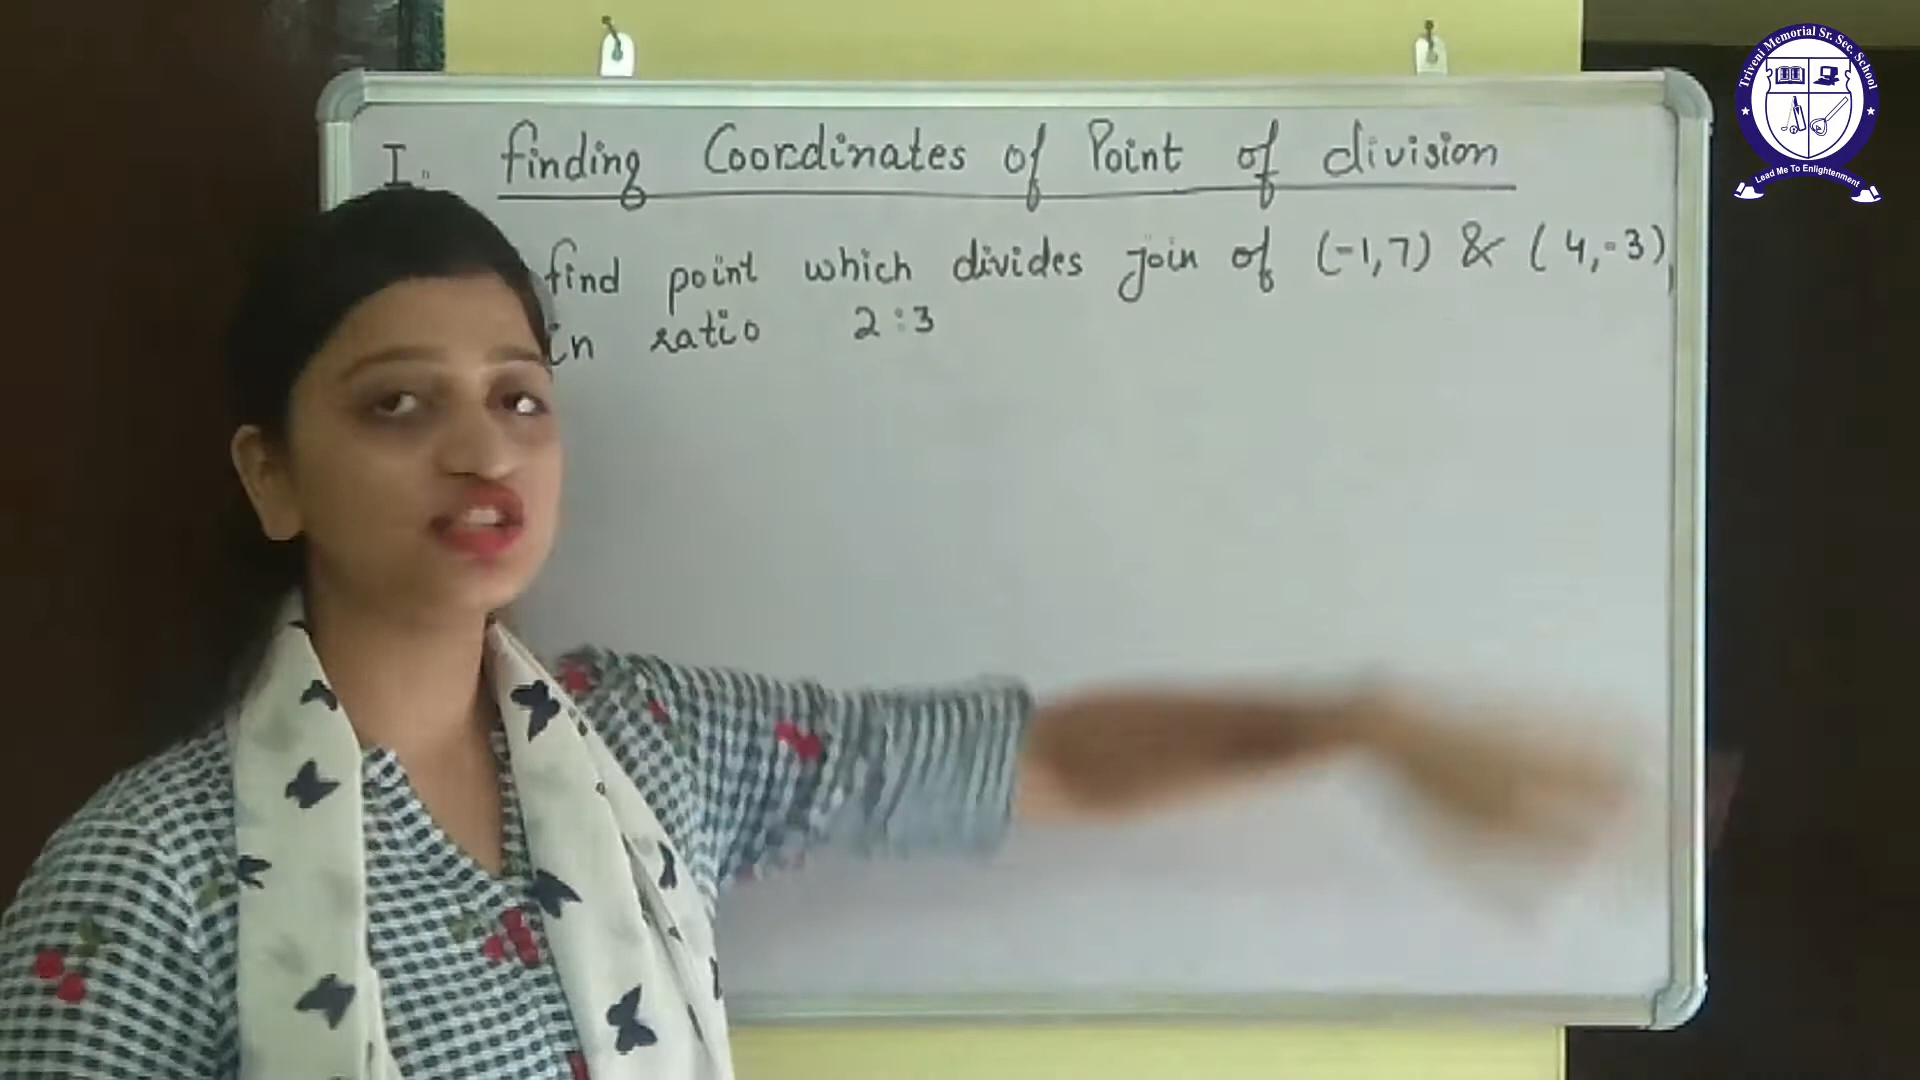 I. finding Coordinates of Point of division
find point which divides join of (-1,7) & (4,-3),
in ratio 2:3
Triveni Memorial Sr. Sec. School
Lead Me To Enlightenment